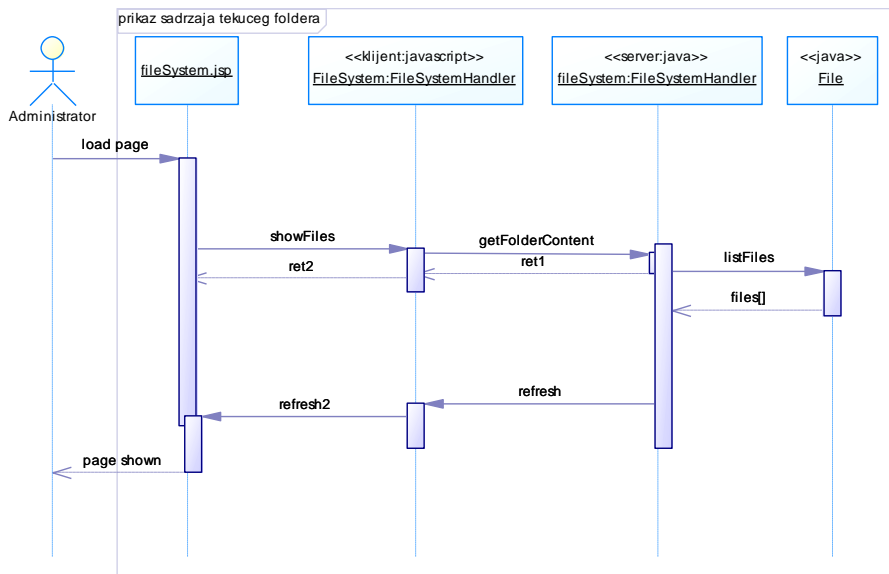 prikaz sadrzaja tekuceg foldera
fileSystem.jsp
<<klijent:javascript>>
FileSystem:FileSystemHandler
<<server:java>>
fileSystem:FileSystemHandler
<<java>>
File
Administrator
load page
showFiles
getFolderContent
ret2
ret1
listFiles
files[]
refresh
refresh2
page shown